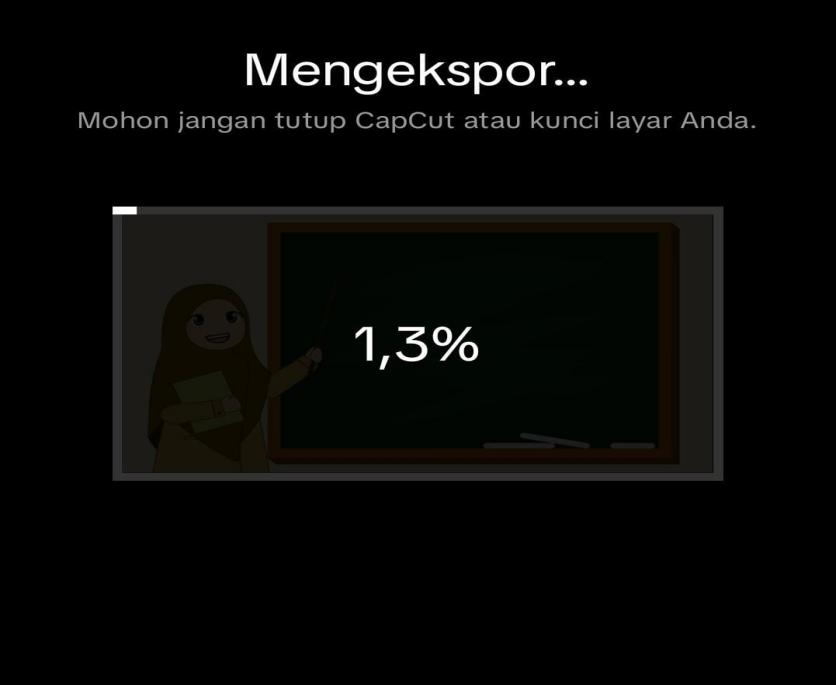 Mengekspor...
Mohon jangan tutup CapCut atau kunci layar Anda.
1,3%